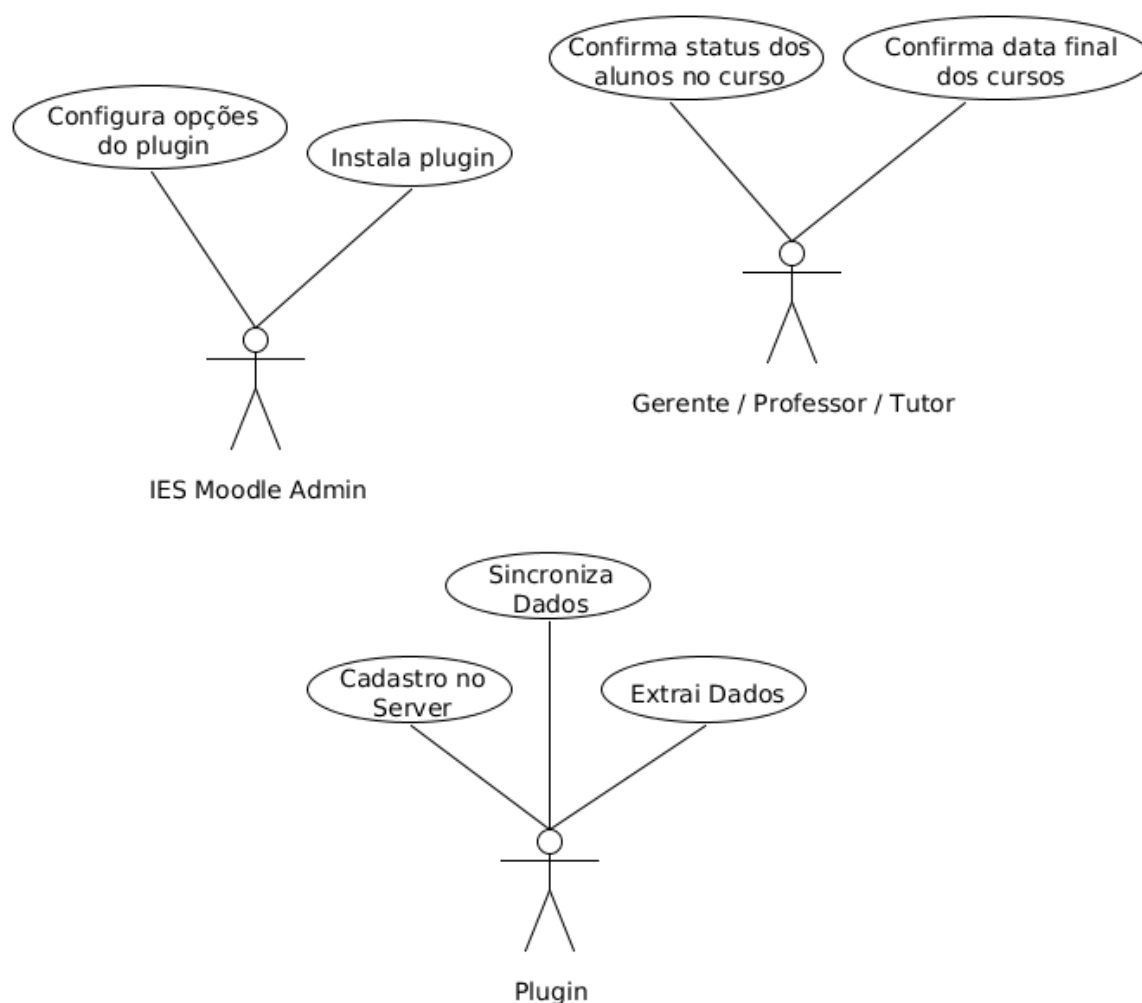 Confirma status dos
alunos no curso
Confirma data final
dos cursos
Configura opções
do plugin
Instala plugin
Gerente / Professor / Tutor
IES Moodle Admin
Sincroniza
Dados
Cadastro no
Server
Extrai Dados
Plugin